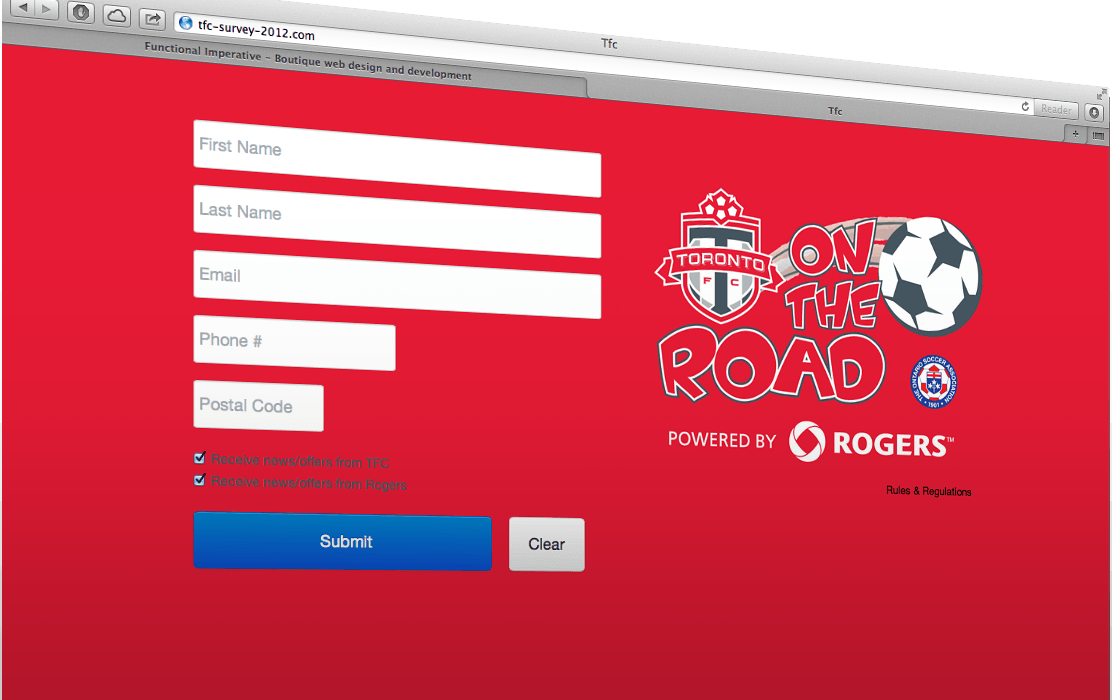 tfc-survey-2012.com
Tfc
Reader
Functional Imperative – Boutique web design and development
Tfc
First Name
Last Name
Email
Phone #
Postal Code
Receive news/offers from TFC
Receive news/offers from Rogers
Submit
Clear
TORONTO
F C
ON
THE
ROAD
THE ONTARIO SOCCER ASSOCIATION
1901
POWERED BY ROGERS™
Rules & Regulations